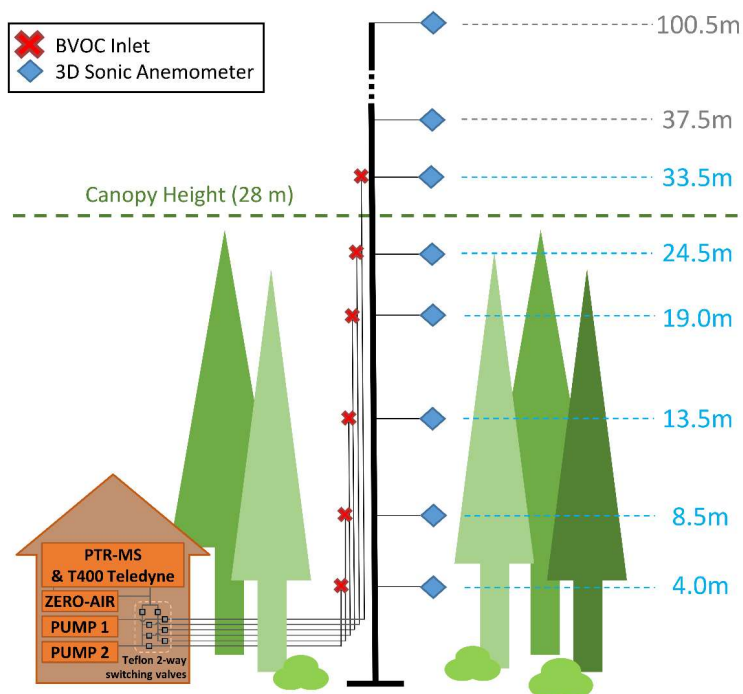 BVOC Inlet
3D Sonic Anemometer
100.5m
37.5m
33.5m
Canopy Height (28 m)
24.5m
19.0m
13.5m
8.5m
4.0m
PTR-MS
& T400 Teledyne
ZERO-AIR
PUMP 1
PUMP 2
Teflon 2-way
switching valves